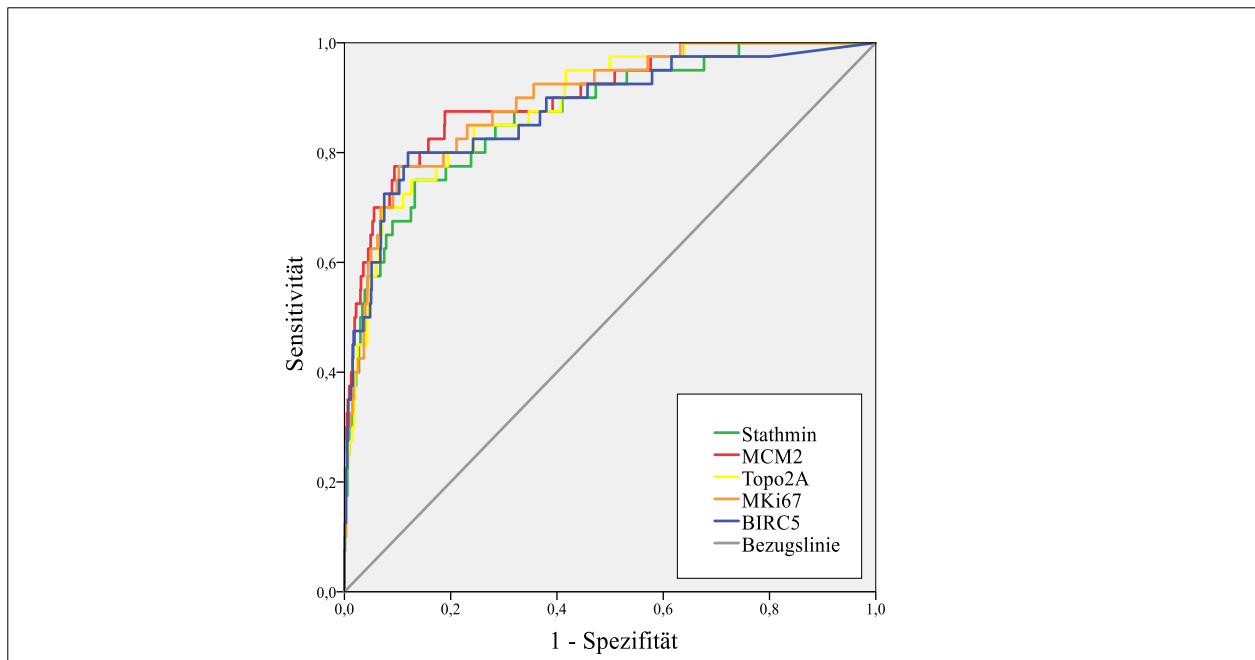 1,0
0,8
0,6
0,4
0,2
0,0
Sensitivität
Stathmin
MCM2
Topo2A
MKi67
BIRC5
Bezugslinie
0,0 0,2 0,4 0,6 0,8 1,0
1 - Spezifität